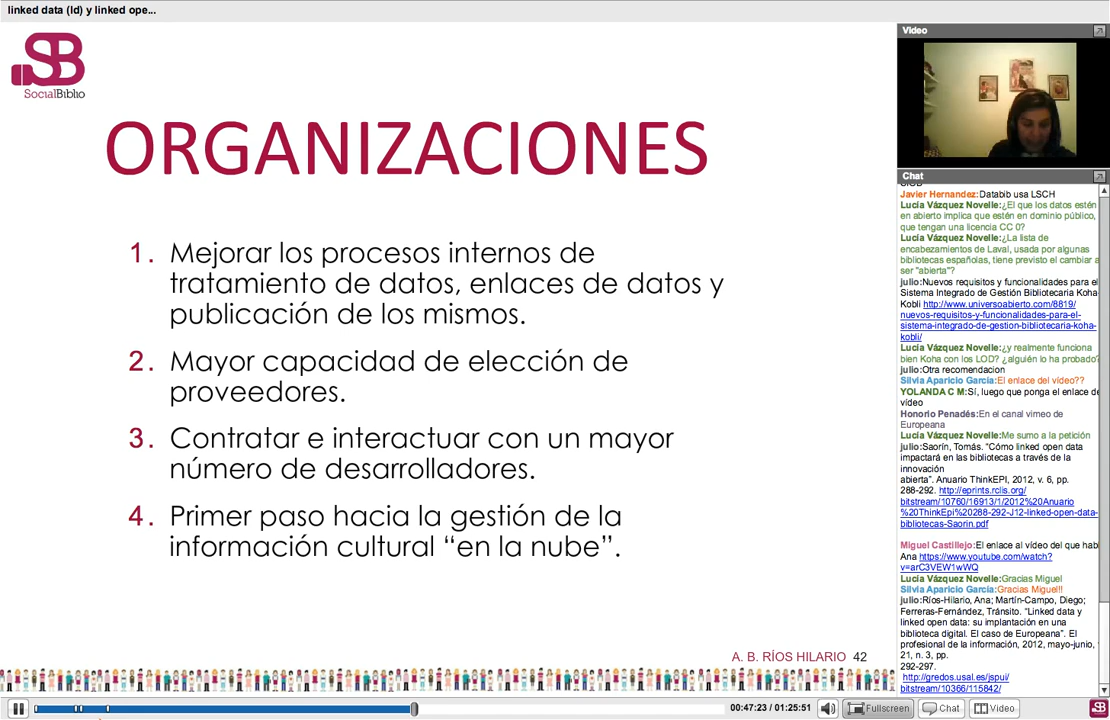 linked data (ld) y linked ope...
SB
SocialBiblio
ORGANIZACIONES
1. Mejorar los procesos internos de
tratamiento de datos, enlaces de datos y
publicación de los mismos.
2. Mayor capacidad de elección de
proveedores.
3. Contratar e interactuar con un mayor
número de desarrolladores.
4. Primer paso hacia la gestión de la
información cultural “en la nube”.
A. B. RÍOS HILARIO 42
Video
Chat
Javier Hernandez:Databib usa LSCH
Lucía Vázquez Novelle:¿El que los datos estén
en abierto implica que estén en dominio público,
que tengan una licencia CC 0?
Lucía Vázquez Novelle:¿La lista de
encabezamientos de Laval, usada por algunas
bibliotecas españolas, tiene previsto el cambiar a
ser "abierta"?
julio:Nuevos requisitos y funcionalidades para el
Sistema Integrado de Gestión Bibliotecaria Koha-
Kobli http://www.universoabierto.com/8819/
nuevos-requisitos-y-funcionalidades-para-el-
sistema-integrado-de-gestion-bibliotecaria-koha-
kobli/
Lucía Vázquez Novelle:¿y realmente funciona
bien Koha con los LOD? ¿alguién lo ha probado?
julio:Otra recomendacion
Silvia Aparicio García:El enlace del vídeo??
YOLANDA C M:Sí, luego que ponga el enlace de
vídeo
Honorio Penadés:En el canal vimeo de
Europeana
Lucía Vázquez Novelle:Me sumo a la petición
julio:Saorín, Tomás. “Cómo linked open data
impactará en las bibliotecas a través de la
innovación
abierta”. Anuario ThinkEPI, 2012, v. 6, pp.
288-292. http://eprints.rclis.org/
bitstream/10760/16913/1/2012%20Anuario
%20ThinkEpi%20288-292-J12-linked-open-data-
bibliotecas-Saorin.pdf
Miguel Castillejo:El enlace al vídeo del que hab
Ana https://www.youtube.com/watch?
v=arC3VEW1wWQ
Lucía Vázquez Novelle:Gracias Miguel
Silvia Aparicio García:Gracias Miguel!!
julio:Ríos-Hilario, Ana; Martín-Campo, Diego;
Ferreras-Fernández, Tránsito. “Linked data y
linked open data: su implantación en una
biblioteca digital. El caso de Europeana”. El
profesional de la información, 2012, mayo-junio, v
21, n. 3, pp.
292-297.
http://gredos.usal.es/jspui/
bitstream/10366/115842/
00:47:23 / 01:25:51
Fullscreen
Chat
Video
SB